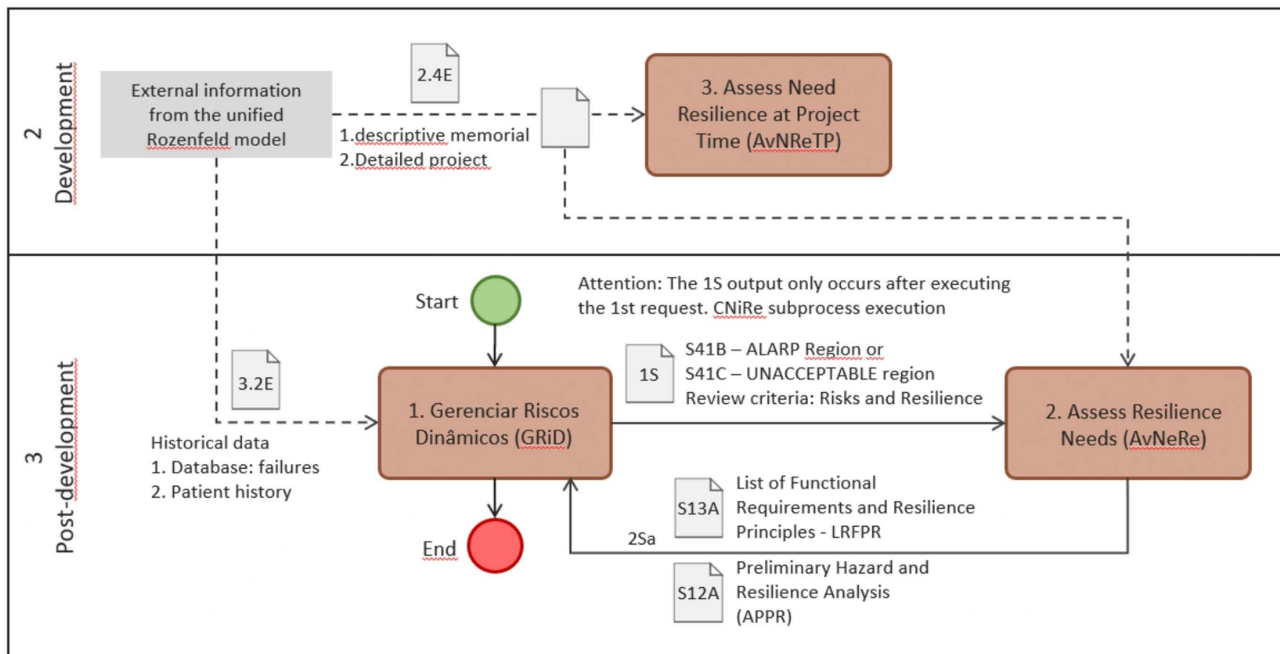 2
Development
External information
from the unified
Rozenfeld model
2.4E
1.descriptive memorial
2.Detailed project
3. Assess Need
Resilience at Project
Time (AvNReTP)
3
Post-development
Start
Attention: The 1S output only occurs after executing
the 1st request. CNiRe subprocess execution
3.2E
Historical data
1. Database: failures
2. Patient history
1. Gerenciar Riscos
Dinâmicos (GRiD)
1S
S41B – ALARP Region or
S41C – UNACCEPTABLE region
Review criteria: Risks and Resilience
2. Assess Resilience
Needs (AvNeRe)
End
2Sa
S13A
List of Functional
Requirements and Resilience
Principles - LRFPR
S12A
Preliminary Hazard and
Resilience Analysis
(APPR)